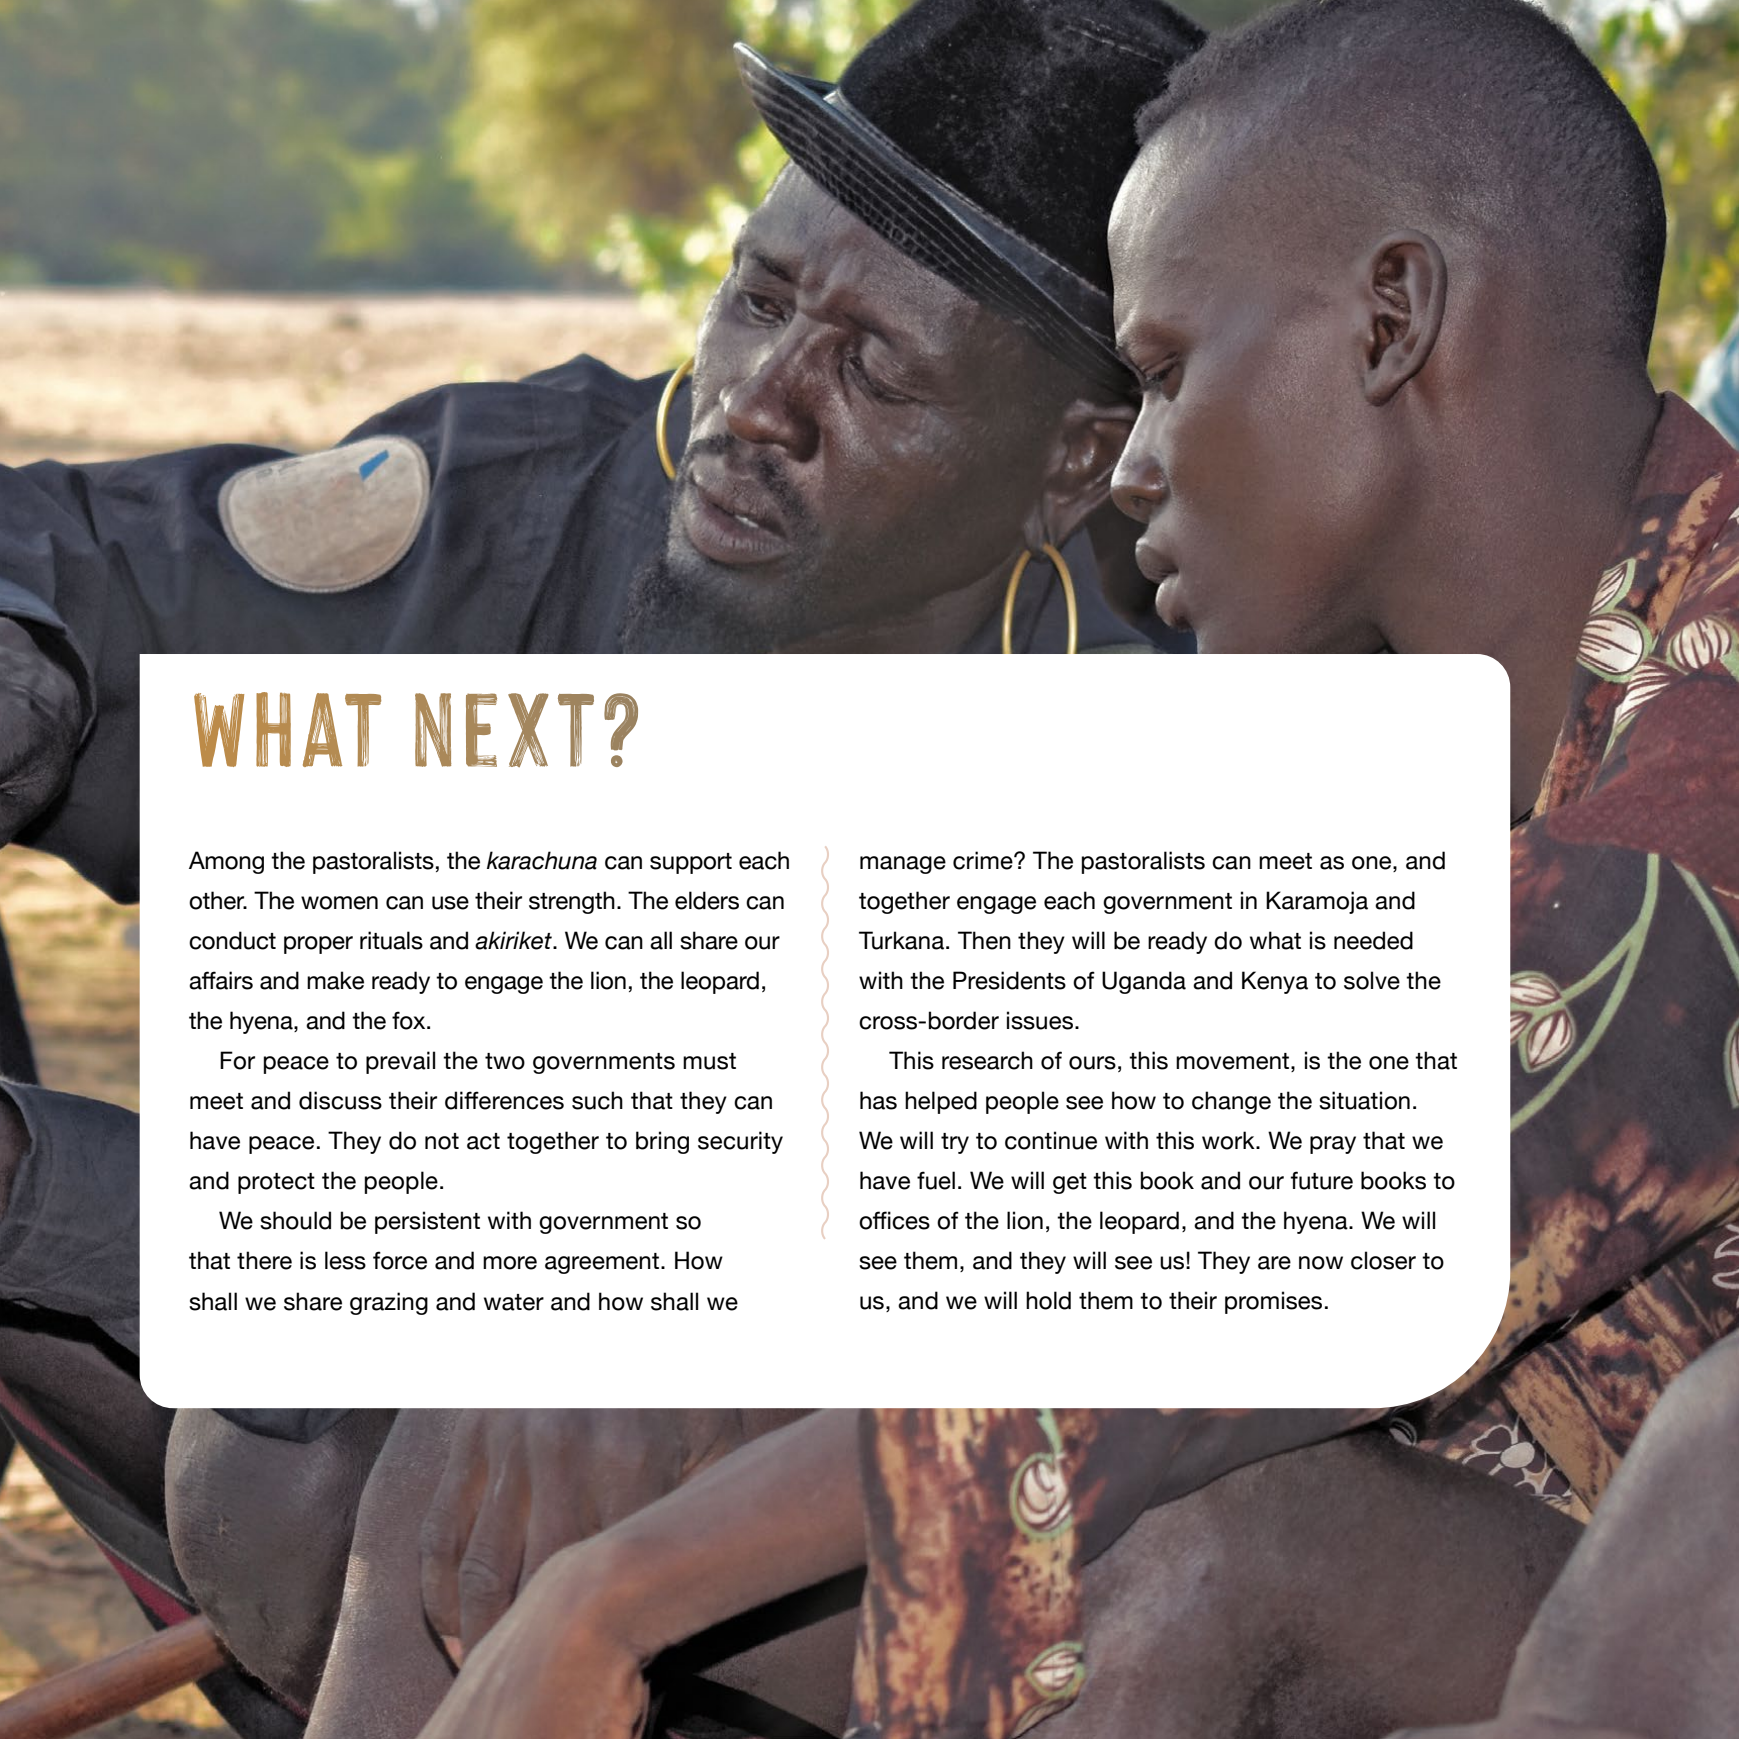 WHAT NEXT?
Among the pastoralists, the karachuna can support each
other. The women can use their strength. The elders can
conduct proper rituals and akiriket. We can all share our
affairs and make ready to engage the lion, the leopard,
the hyena, and the fox.
For peace to prevail the two governments must
meet and discuss their differences such that they can
have peace. They do not act together to bring security
and protect the people.
We should be persistent with government so
that there is less force and more agreement. How
shall we share grazing and water and how shall we
manage crime? The pastoralists can meet as one, and
together engage each government in Karamoja and
Turkana. Then they will be ready do what is needed
with the Presidents of Uganda and Kenya to solve the
cross-border issues.
This research of ours, this movement, is the one that
has helped people see how to change the situation.
We will try to continue with this work. We pray that we
have fuel. We will get this book and our future books to
offices of the lion, the leopard, and the hyena. We will
see them, and they will see us! They are now closer to
us, and we will hold them to their promises.